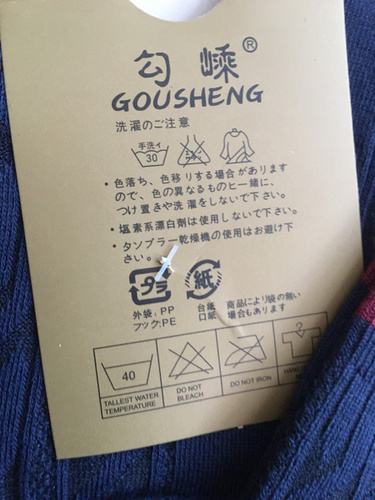 勾 嵊®
GOUSHENG
洗濯のご注意
手洗イ
30
• 色落ち、色移りする場合があります
ので、色の異なるものヒー緒に、
つけ置きや洗濯をしないで下さい。
• 塩素系漂白剤は使用しないで下さい。
• タソブラー乾燥機の使用はお避け下
さい。
プラ 紙
外袋:PP 台紙 商品により袋の無い
フック:PE 口紙 場合もあります
40
TALLEST WATER
TEMPERATURE
DO NOT
BLEACH
DO NOT IRON
HANG